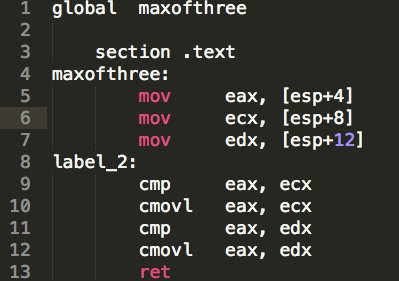 1 global  maxofthree
2
3     section .text
4 maxofthree:
5         mov     eax, [esp+4]
6         mov     ecx, [esp+8]
7         mov     edx, [esp+12]
8 label_2:
9         cmp     eax, ecx
10         cmovl   eax, ecx
11         cmp     eax, edx
12         cmovl   eax, edx
13         ret